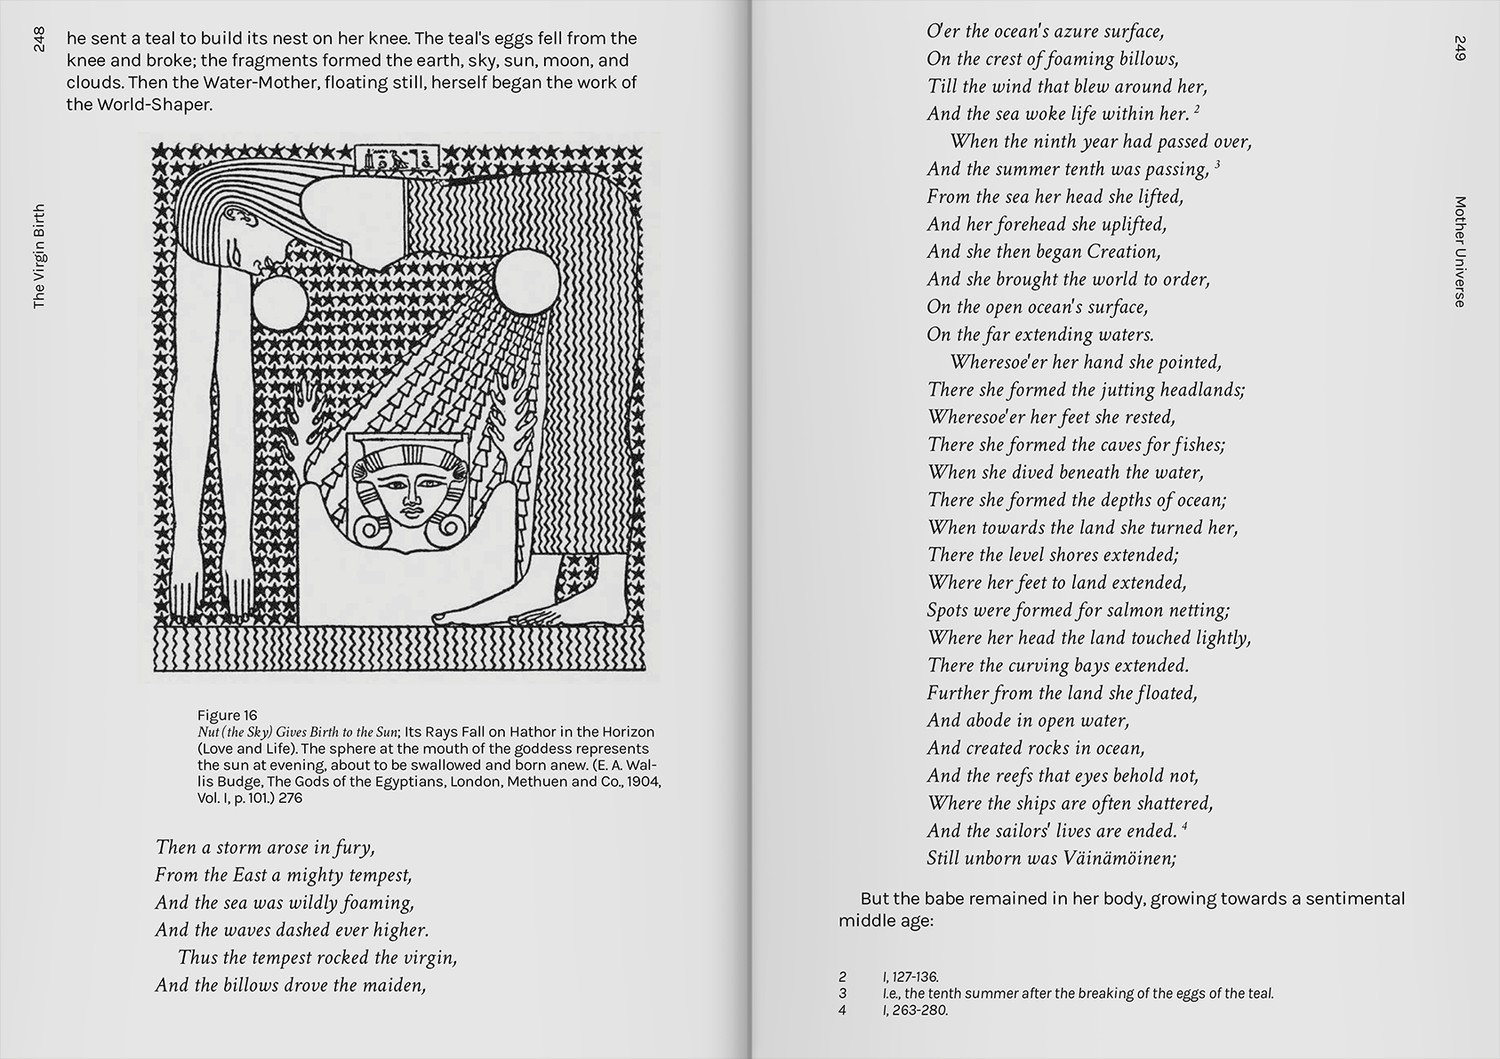 248
he sent a teal to build its nest on her knee. The teal's eggs fell from the
knee and broke; the fragments formed the earth, sky, sun, moon, and
clouds. Then the Water-Mother, floating still, herself began the work of
the World-Shaper.
The Virgin Birth
Figure 16
Nut (the Sky) Gives Birth to the Sun; Its Rays Fall on Hathor in the Horizon
(Love and Life). The sphere at the mouth of the goddess represents
the sun at evening, about to be swallowed and born anew. (E. A. Wal-
lis Budge, The Gods of the Egyptians, London, Methuen and Co., 1904,
Vol. I, p. 101.) 276
Then a storm arose in fury,
From the East a mighty tempest,
And the sea was wildly foaming,
And the waves dashed ever higher.
Thus the tempest rocked the virgin,
And the billows drove the maiden,
O'er the ocean's azure surface,
On the crest of foaming billows,
Till the wind that blew around her,
And the sea woke life within her. 2
When the ninth year had passed over,
And the summer tenth was passing, 3
From the sea her head she lifted,
And her forehead she uplifted,
And she then began Creation,
And she brought the world to order,
On the open ocean's surface,
On the far extending waters.
Wheresoe'er her hand she pointed,
There she formed the jutting headlands;
Wheresoe'er her feet she rested,
There she formed the caves for fishes;
When she dived beneath the water,
There she formed the depths of ocean;
When towards the land she turned her,
There the level shores extended;
Where her feet to land extended,
Spots were formed for salmon netting;
Where her head the land touched lightly,
There the curving bays extended.
Further from the land she floated,
And abode in open water,
And created rocks in ocean,
And the reefs that eyes behold not,
Where the ships are often shattered,
And the sailors' lives are ended. 4
Still unborn was Väinämöinen;
But the babe remained in her body, growing towards a sentimental
middle age:
2 I, 127-136.
3 I.e., the tenth summer after the breaking of the eggs of the teal.
4 I, 263-280.
249
Mother Universe